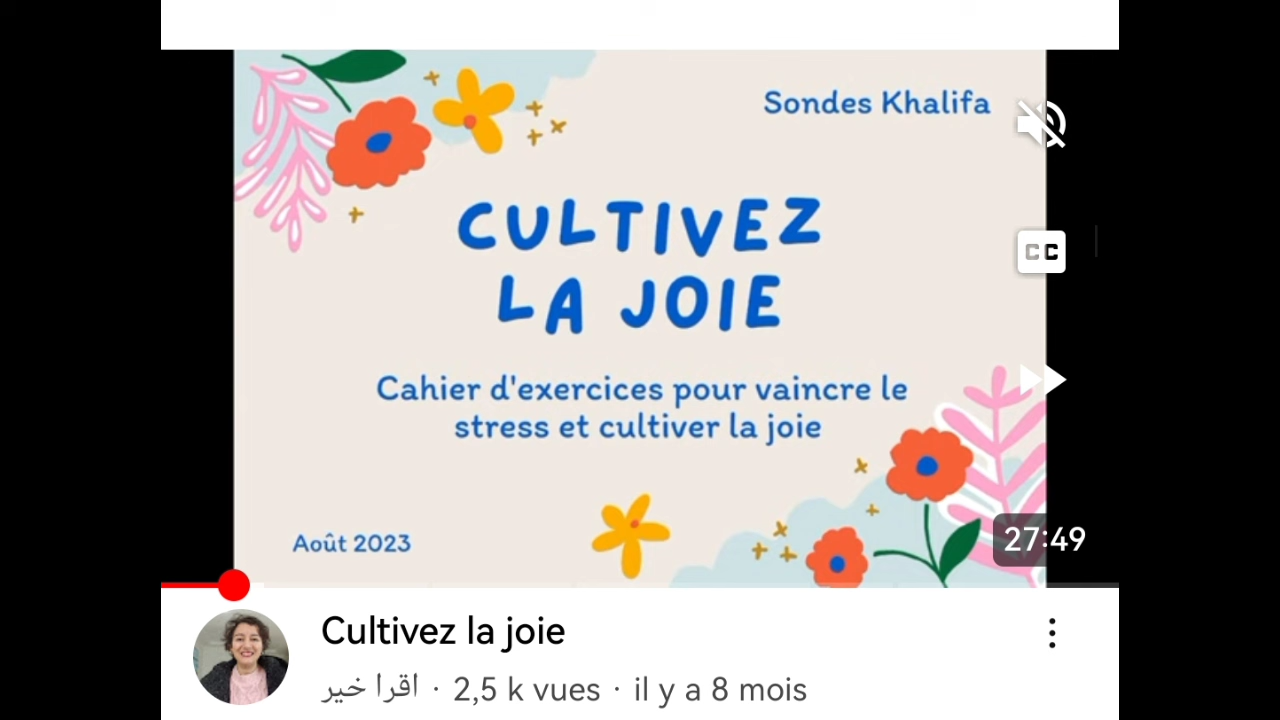 Sondes Khalifa
CULTIVEZ
LA JOIE
Cahier d'exercices pour vaincre le
stress et cultiver la joie
Août 2023
CC
27:49
Cultivez la joie
اقرا خير · 2,5 k vues · il y a 8 mois